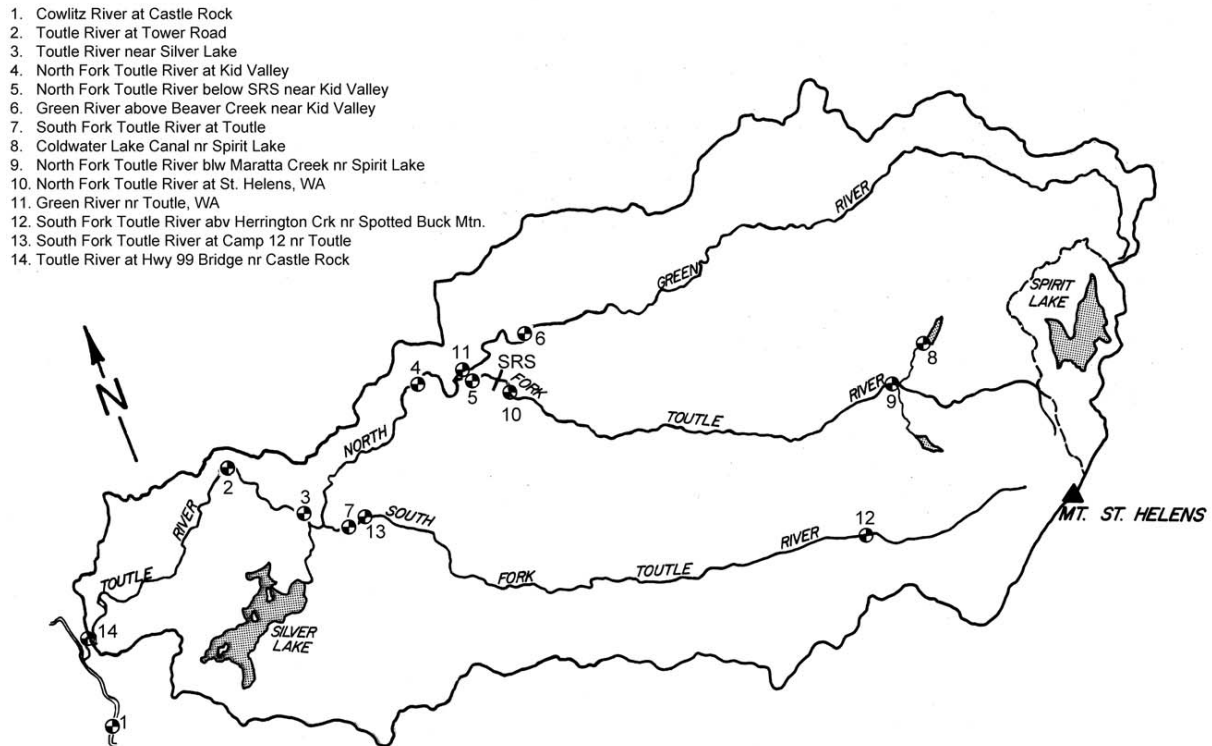 1. Cowlitz River at Castle Rock
2. Toutle River at Tower Road
3. Toutle River near Silver Lake
4. North Fork Toutle River at Kid Valley
5. North Fork Toutle River below SRS near Kid Valley
6. Green River above Beaver Creek near Kid Valley
7. South Fork Toutle River at Toutle
8. Coldwater Lake Canal nr Spirit Lake
9. North Fork Toutle River blw Maratta Creek nr Spirit Lake
10. North Fork Toutle River at St. Helens, WA
11. Green River nr Toutle, WA
12. South Fork Toutle River abv Herrington Crk nr Spotted Buck Mtn.
13. South Fork Toutle River at Camp 12 nr Toutle
14. Toutle River at Hwy 99 Bridge nr Castle Rock
N
GREEN
RIVER
SPIRIT
LAKE
6
8
11
SRS
4
5
FORK
10
RIVER
9
NORTH
TOUTLE
2
3
7
13
SOUTH
12
MT. ST. HELENS
RIVER
RIVER
TOUTLE
FORK
TOUTLE
14
SILVER
LAKE
1